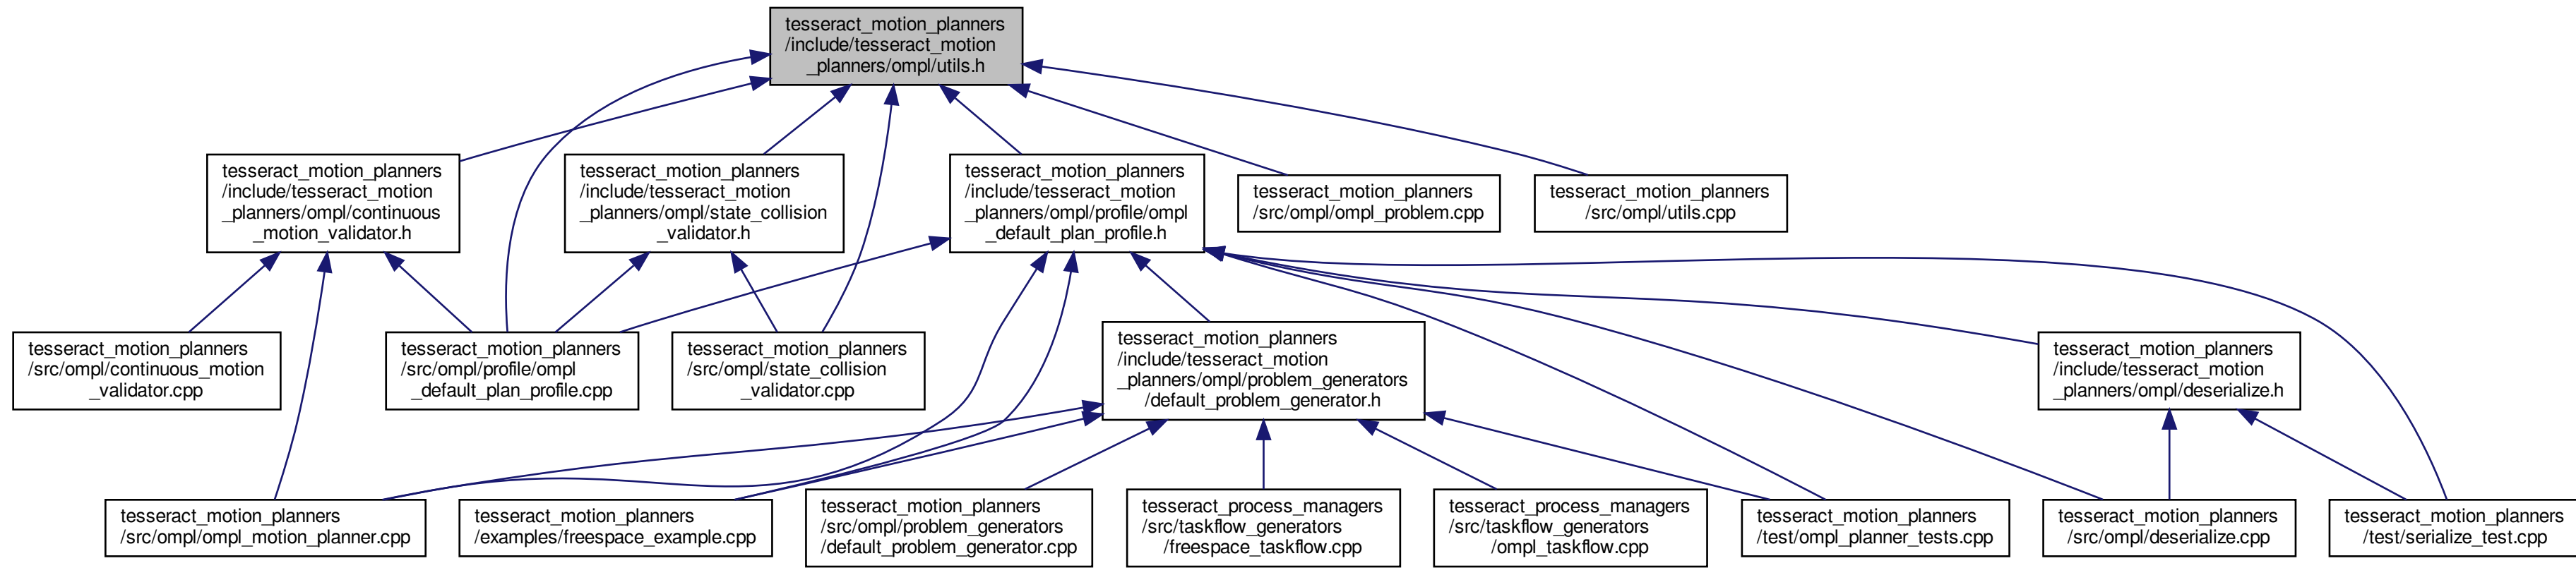 tesseract_motion_planners
/include/tesseract_motion
_planners/ompl/utils.h
tesseract_motion_planners
/include/tesseract_motion
_planners/ompl/continuous
_motion_validator.h
tesseract_motion_planners
/include/tesseract_motion
_planners/ompl/state_collision
_validator.h
tesseract_motion_planners
/include/tesseract_motion
_planners/ompl/profile/ompl
_default_plan_profile.h
tesseract_motion_planners
/src/ompl/ompl_problem.cpp
tesseract_motion_planners
/src/ompl/utils.cpp
tesseract_motion_planners
/src/ompl/continuous_motion
_validator.cpp
tesseract_motion_planners
/src/ompl/profile/ompl
_default_plan_profile.cpp
tesseract_motion_planners
/src/ompl/state_collision
_validator.cpp
tesseract_motion_planners
/include/tesseract_motion
_planners/ompl/problem_generators
/default_problem_generator.h
tesseract_motion_planners
/include/tesseract_motion
_planners/ompl/deserialize.h
tesseract_motion_planners
/src/ompl/ompl_motion_planner.cpp
tesseract_motion_planners
/examples/freespace_example.cpp
tesseract_motion_planners
/src/ompl/problem_generators
/default_problem_generator.cpp
tesseract_process_managers
/src/taskflow_generators
/freespace_taskflow.cpp
tesseract_process_managers
/src/taskflow_generators
/ompl_taskflow.cpp
tesseract_motion_planners
/test/ompl_planner_tests.cpp
tesseract_motion_planners
/src/ompl/deserialize.cpp
tesseract_motion_planners
/test/serialize_test.cpp